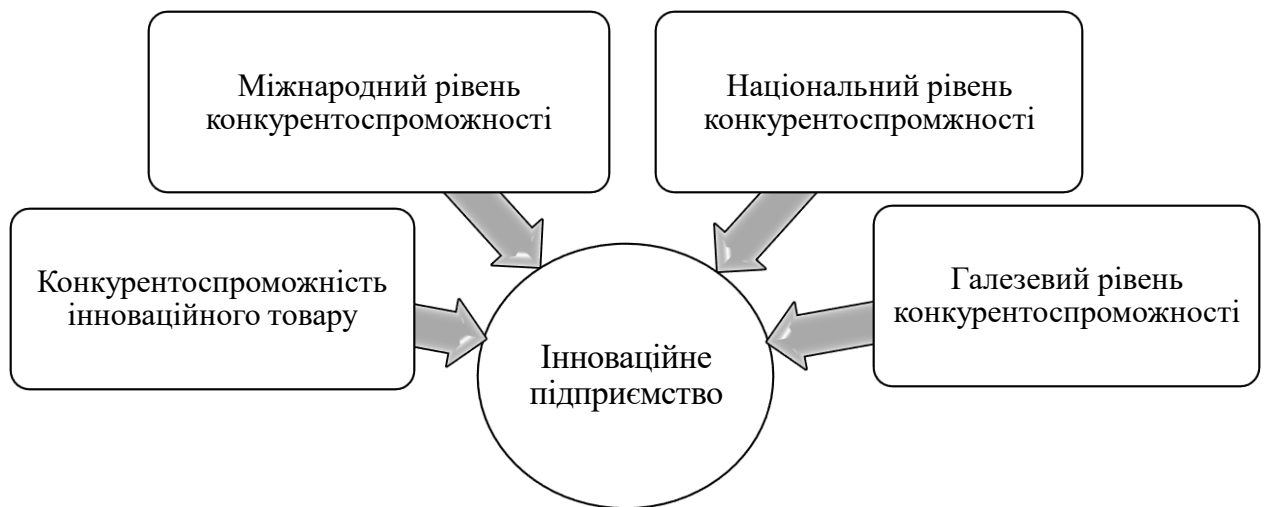 Міжнародний рівень
конкурентоспроможності
Національний рівень
конкурентоспромжності
Конкурентоспроможність
інноваційного товару
Галезевий рівень
конкурентоспроможності
Інноваційне
підприємство